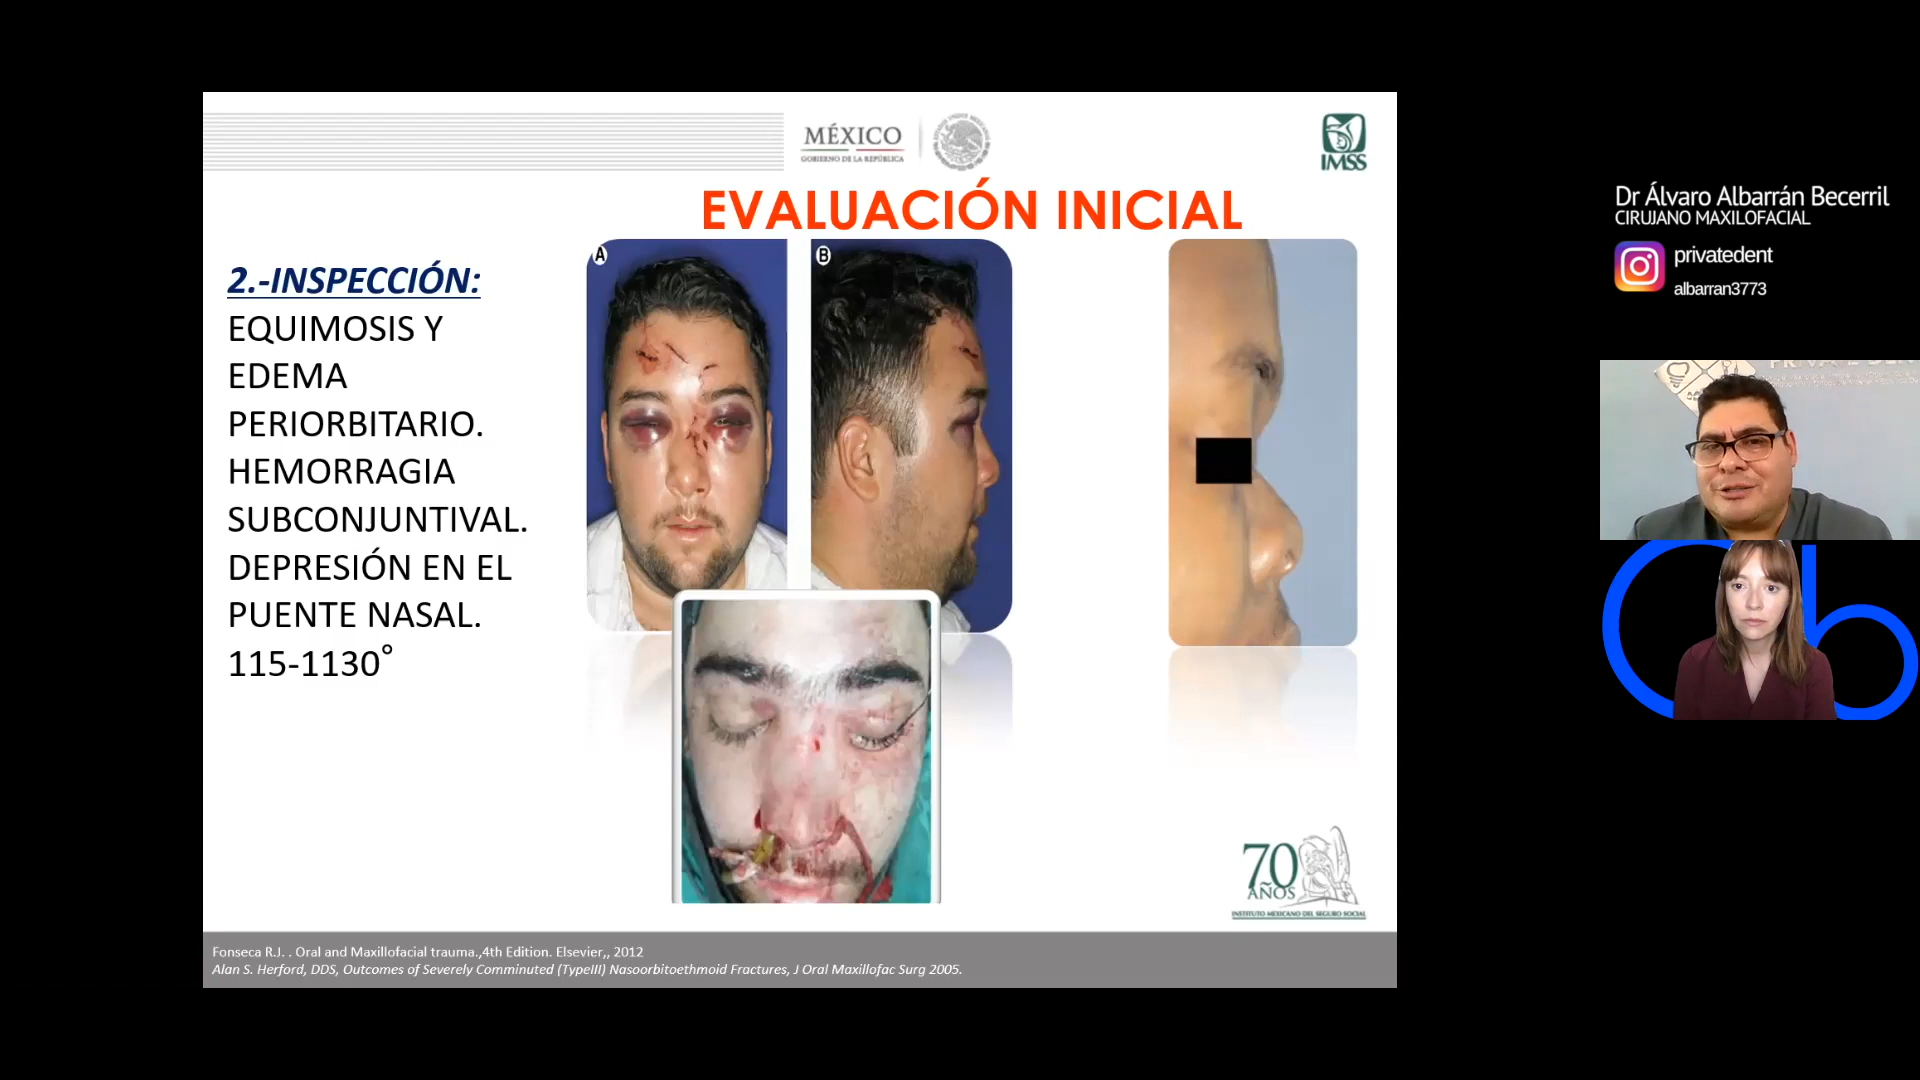 MÉXICO
GOBIERNO DE LA REPÚBLICA
IMSS
EVALUACIÓN INICIAL
2.-INSPECCIÓN:
EQUIMOSIS Y
EDEMA
PERIORBITARIO.
HEMORRAGIA
SUBCONJUNTIVAL.
DEPRESIÓN EN EL
PUENTE NASAL.
115-1130°
A
B
70
AÑOS
INSTITUTO MEXICANO DEL SEGURO SOCIAL
Fonseca R.J. . Oral and Maxillofacial trauma.,4th Edition. Elsevier,, 2012
Alan S. Herford, DDS, Outcomes of Severely Comminuted (TypeIII) Nasoorbitoethmoid Fractures, J Oral Maxillofac Surg 2005.
Dr Álvaro Albarrán Becerril
CIRUJANO MAXILOFACIAL
privatedent
albarran3773